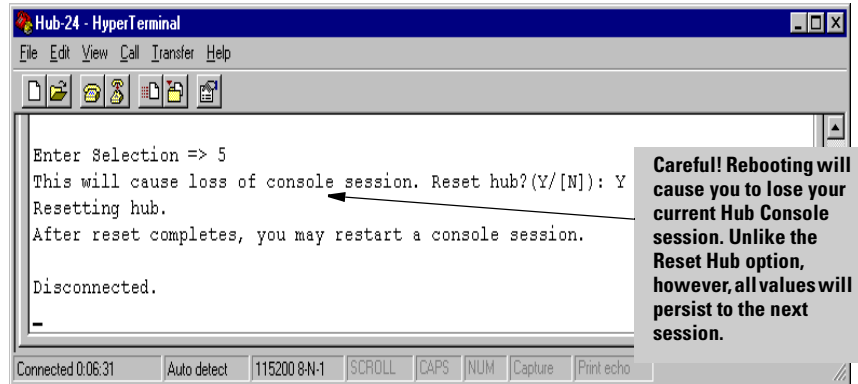 Hub-24 - HyperTerminal
File Edit View Call Transfer Help
Enter Selection => 5
This will cause loss of console session. Reset hub?(Y/[N]): Y
Resetting hub.
After reset completes, you may restart a console session.
Disconnected.
Careful! Rebooting will
cause you to lose your
current Hub Console
session. Unlike the
Reset Hub option,
however, all values will
persist to the next
session.
Connected 0:06:31 Auto detect 115200 8-N-1 SCROLL CAPS NUM Capture Print echo